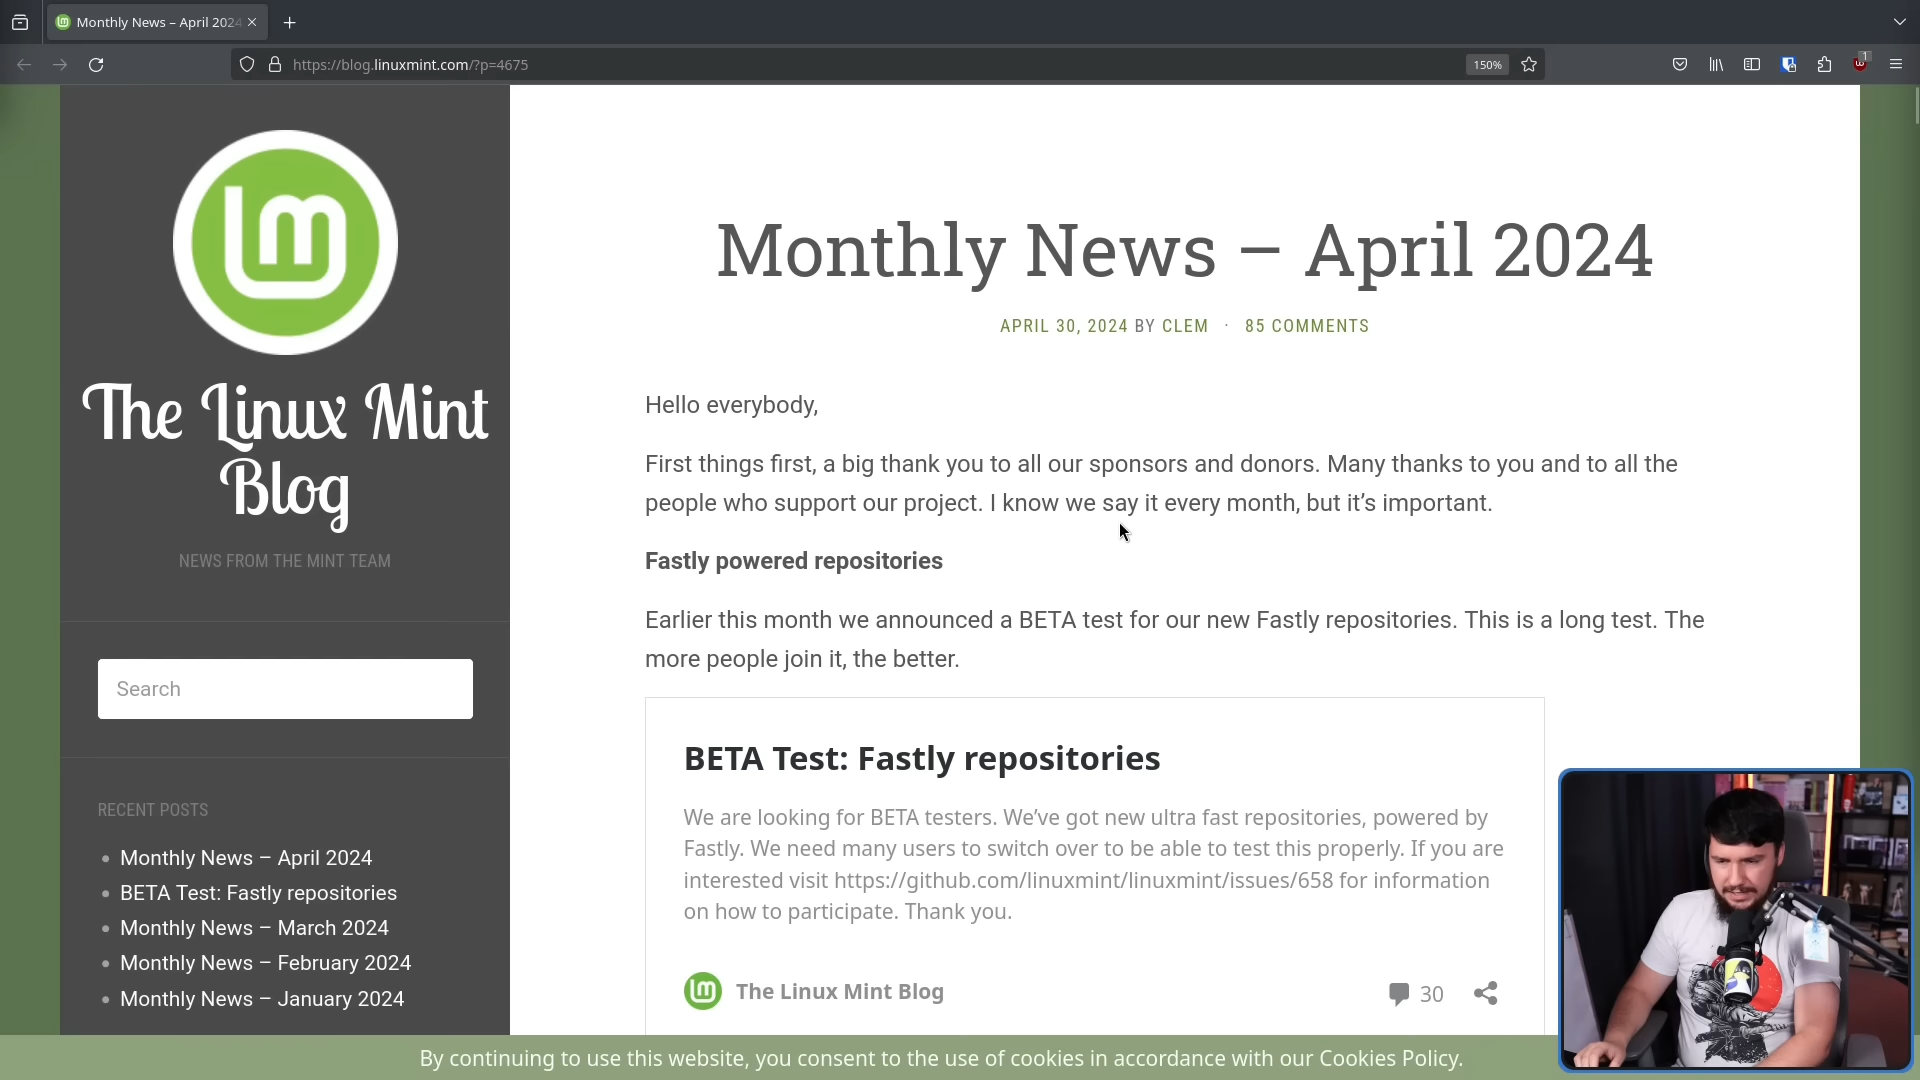 Monthly News – April 2024
https://blog.linuxmint.com/?p=4675
150%
1
lm
The Linux Mint
Blog
NEWS FROM THE MINT TEAM
Search
RECENT POSTS
Monthly News – April 2024
BETA Test: Fastly repositories
Monthly News – March 2024
Monthly News – February 2024
Monthly News – January 2024
Monthly News – April 2024
APRIL 30, 2024 BY CLEM · 85 COMMENTS
Hello everybody,
First things first, a big thank you to all our sponsors and donors. Many thanks to you and to all the
people who support our project. I know we say it every month, but it’s important.
Fastly powered repositories
Earlier this month we announced a BETA test for our new Fastly repositories. This is a long test. The
more people join it, the better.
BETA Test: Fastly repositories
We are looking for BETA testers. We’ve got new ultra fast repositories, powered by
Fastly. We need many users to switch over to be able to test this properly. If you are
interested visit https://github.com/linuxmint/linuxmint/issues/658 for information
on how to participate. Thank you.
lm The Linux Mint Blog
30
By continuing to use this website, you consent to the use of cookies in accordance with our Cookies Policy.